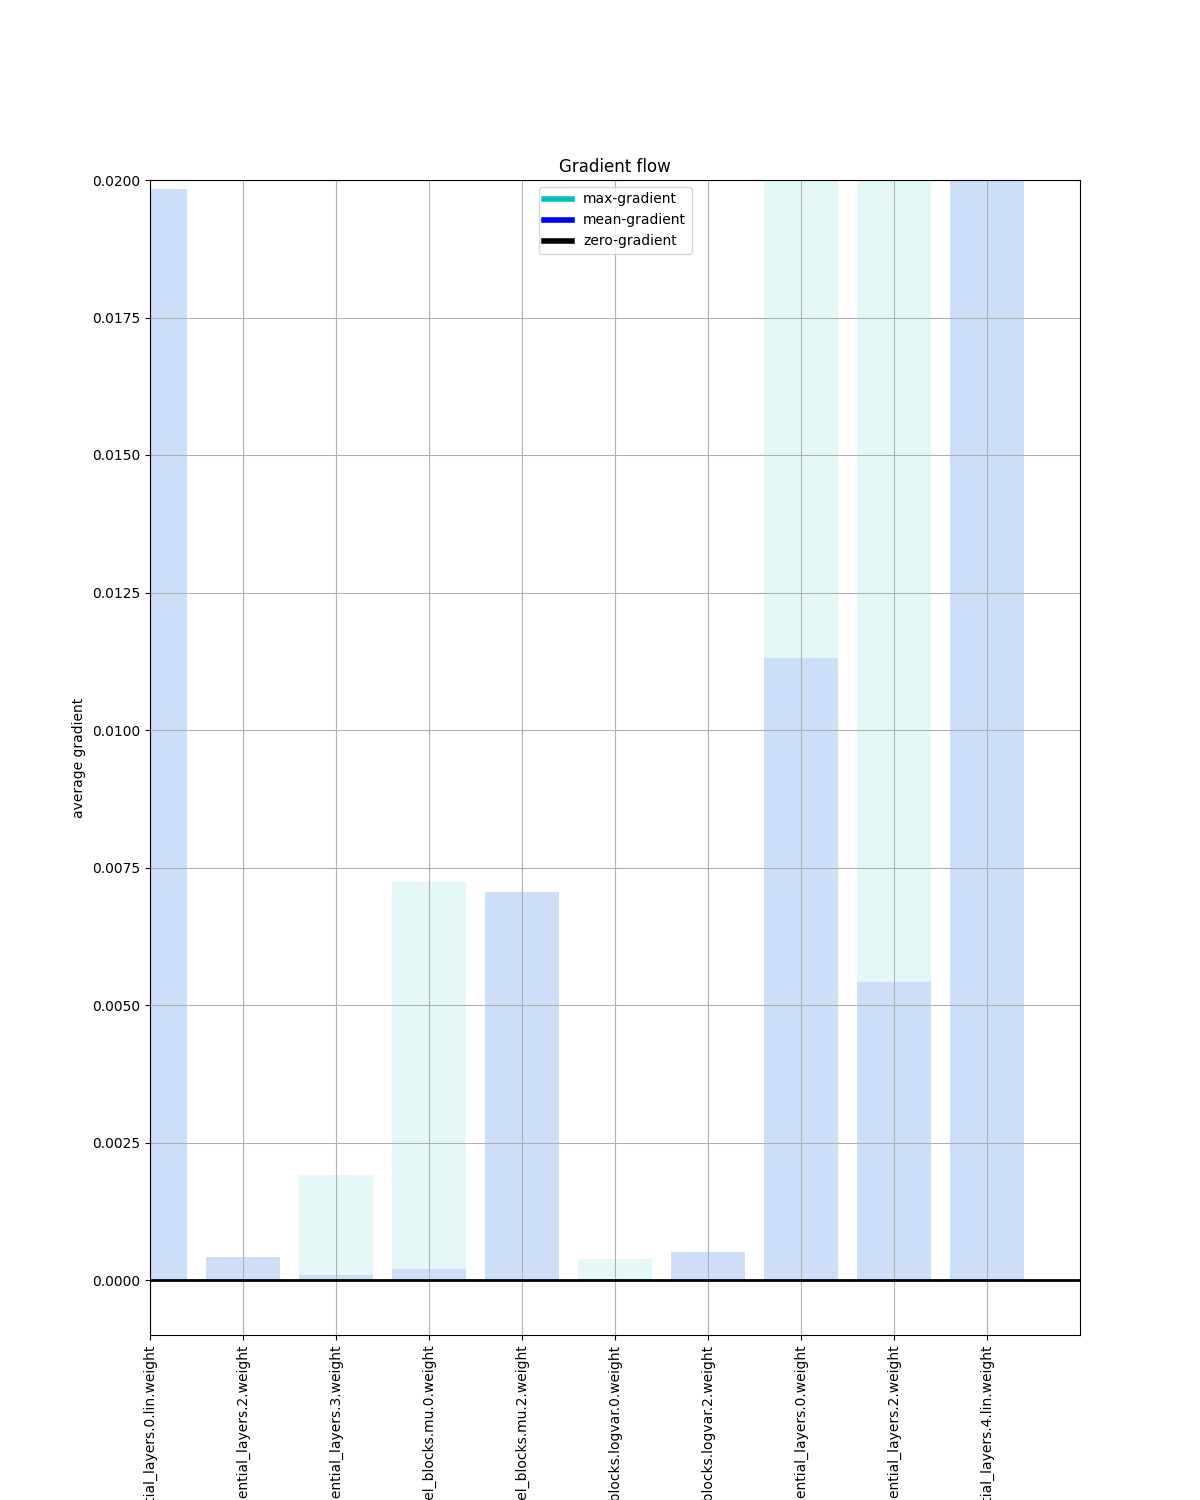 Gradient flow
max-gradient
mean-gradient
zero-gradient
0.0200
0.0175
0.0150
0.0125
0.0100
0.0075
0.0050
0.0025
0.0000
average gradient
tial_layers.0.lin.weight
ential_layers.2.weight
ential_layers.3.weight
el_blocks.mu.0.weight
el_blocks.mu.2.weight
blocks.logvar.0.weight
blocks.logvar.2.weight
ential_layers.0.weight
ential_layers.2.weight
tial_layers.4.lin.weight